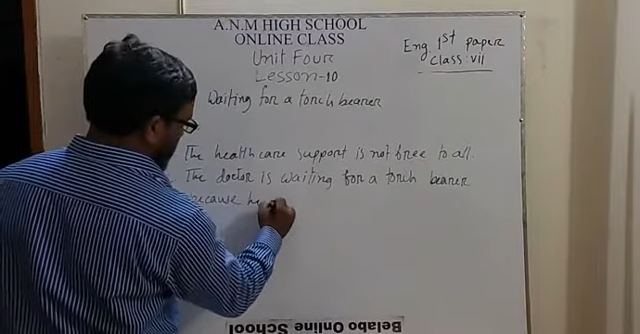 A.N.M HIGH SCHOOL
ONLINE CLASS
Unit Four
Lesson-10
Eng 1st paper
Class: VII
Waiting for a torch bearer
The health care support is not free to all.
The doctor is waiting for a torch bearer
because he
Belabo Online School